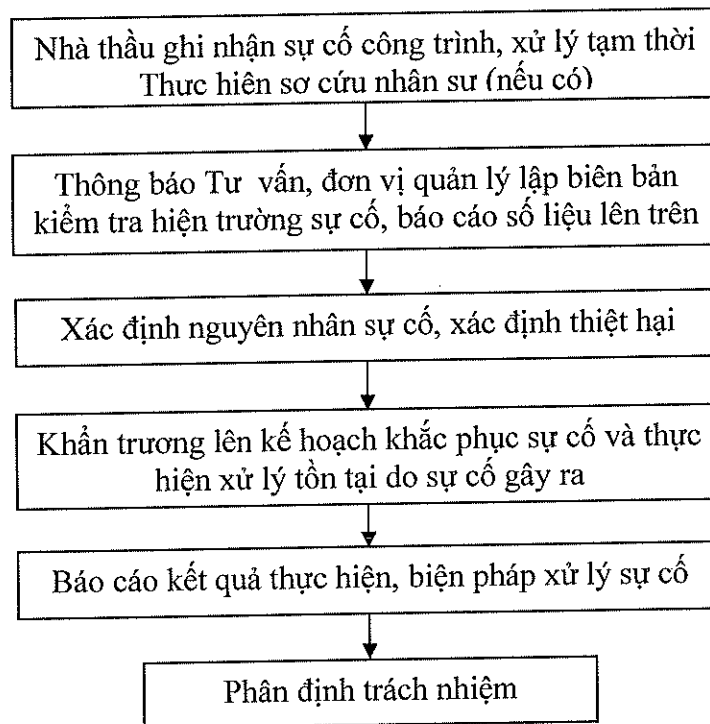 Nhà thầu ghi nhận sự cố công trình, xử lý tạm thời
Thực hiện sơ cứu nhân sự (nếu có)
Thông báo Tư vấn, đơn vị quản lý lập biên bản
kiểm tra hiện trường sự cố, báo cáo số liệu lên trên
Xác định nguyên nhân sự cố, xác định thiệt hại
Khẩn trương lên kế hoạch khắc phục sự cố và thực
hiện xử lý tồn tại do sự cố gây ra
Báo cáo kết quả thực hiện, biện pháp xử lý sự cố
Phân định trách nhiệm